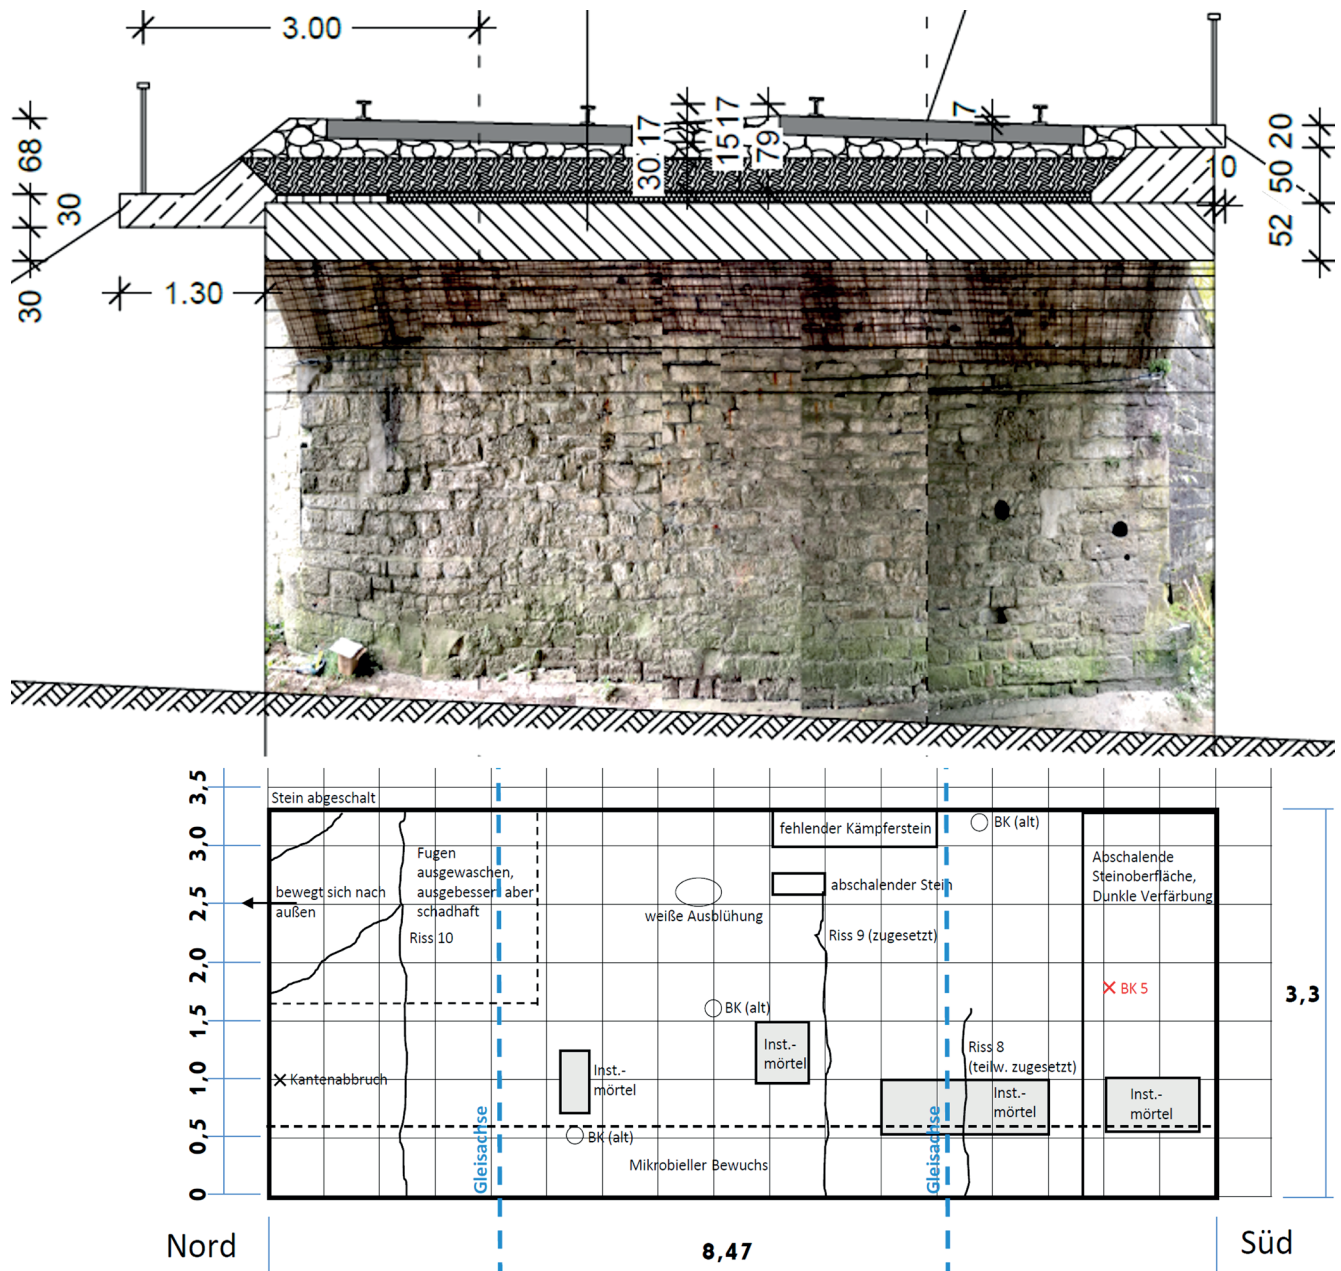 3.00
68
30
30
1.30
30
17
15
17
79
7
20
10
50
52
3,5
3,0
2,5
2,0
1,5
1,0
0,5
0
Stein abgeschalt
bewegt sich nach
außen
Fugen
ausgewaschen,
ausgebessert aber
schadhaft
Riss 10
Kantenabbruch
weiße Ausblühung
fehlender Kämpferstein
abschalender Stein
Riss 9 (zugesetzt)
BK (alt)
BK (alt)
Inst.-
mörtel
Inst.-
mörtel
BK (alt)
Mikrobieller Bewuchs
Riss 8
(teilw. zugesetzt)
Inst.-
mörtel
Abschalende
Steinoberfläche,
Dunkle Verfärbung
BK 5
Inst.-
mörtel
Gleisachse
Gleisachse
3,3
Nord
8,47
Süd